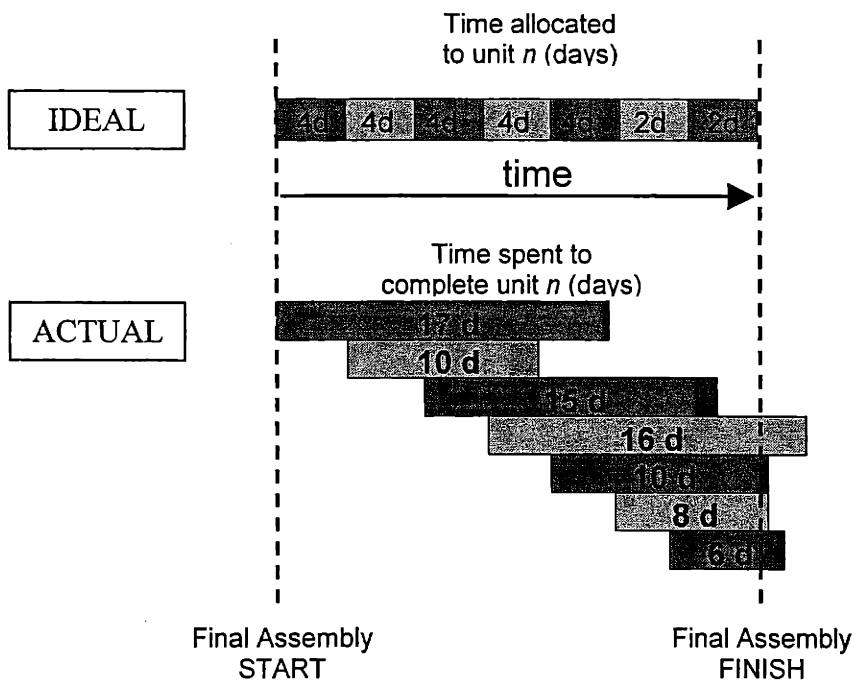 Time allocated
to unit n (days)
IDEAL
4d 4d 4d 4d 4d 2d 2d
time
Time spent to
complete unit n (days)
ACTUAL
17 d
10 d
15 d
16 d
10 d
8 d
6 d
Final Assembly
START
Final Assembly
FINISH